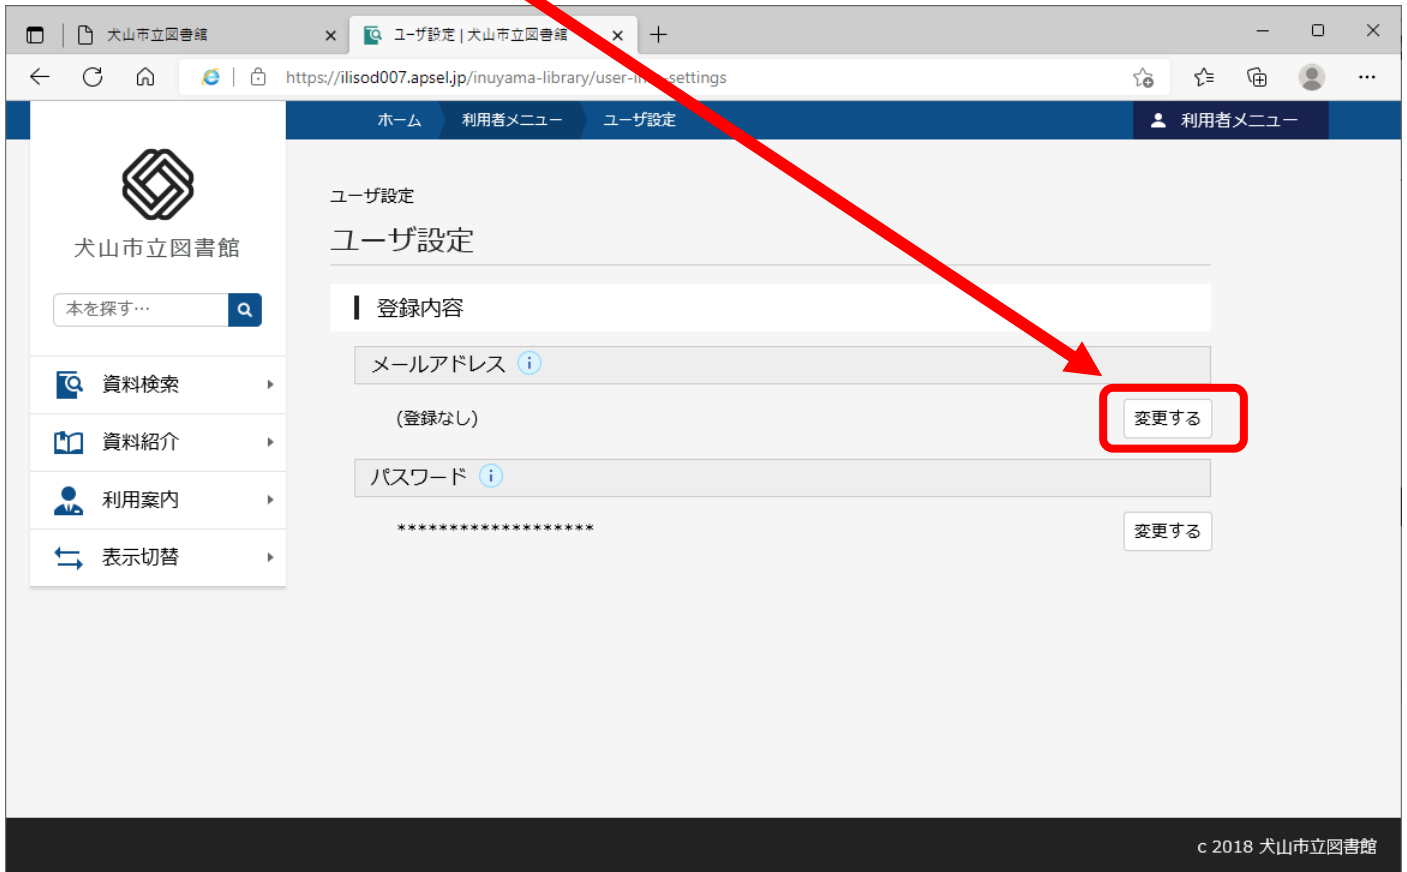 犬山市立図書館
ユーザ設定 | 犬山市立図書館
https://ilisod007.apsel.jp/inuyama-library/user-in settings
ホーム 利用者メニュー ユーザ設定
利用者メニュー
犬山市立図書館
本を探す…
資料検索
資料紹介
利用案内
表示切替
ユーザ設定
ユーザ設定
登録内容
メールアドレス i
(登録なし) 変更する
パスワード i
******************* 変更する
c 2018 犬山市立図書館